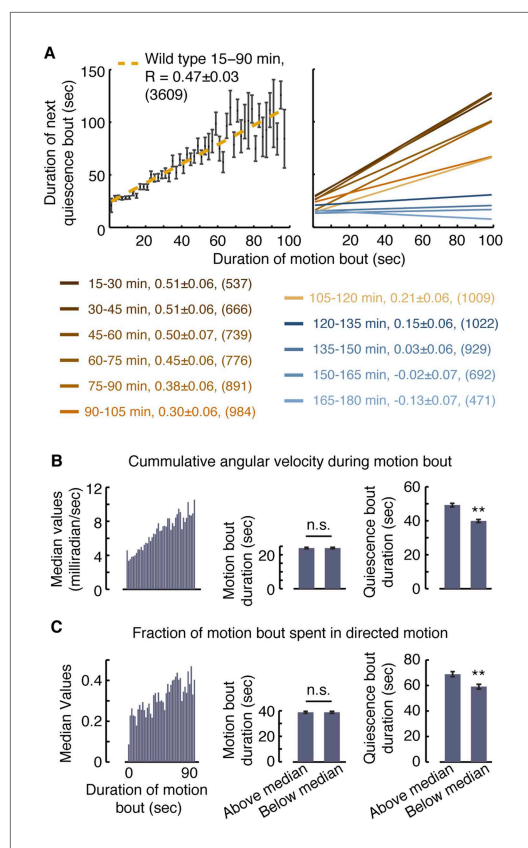 A
Wild type 15–90 min,
R = 0.47±0.03
(3609)
Duration of next
quiescence bout (sec)
150
100
50
0
20 40 60 80 100
20 40 60 80 100
Duration of motion bout (sec)
15-30 min, 0.51±0.06, (537)
30-45 min, 0.51±0.06, (666)
45-60 min, 0.50±0.07, (739)
60-75 min, 0.45±0.06, (776)
75-90 min, 0.38±0.06, (891)
90-105 min, 0.30±0.06, (984)
105-120 min, 0.21±0.06, (1009)
120-135 min, 0.15±0.06, (1022)
135-150 min, 0.03±0.06, (929)
150-165 min, -0.02±0.07, (692)
165-180 min, -0.13±0.07, (471)
B
Cummulative angular velocity during motion bout
Median values
(milliradian/sec)
12
8
4
0
Motion bout
duration (sec)
20
0
n.s.
Quiescence bout
duration (sec)
60
40
20
0
**
C
Fraction of motion bout spent in directed motion
Median Values
0.4
0.2
0
0 90
Duration of motion
bout (sec)
Motion bout
duration (sec)
40
20
0
n.s.
Above median
Below median
Quiescence bout
duration (sec)
80
60
40
20
0
**
Above median
Below median